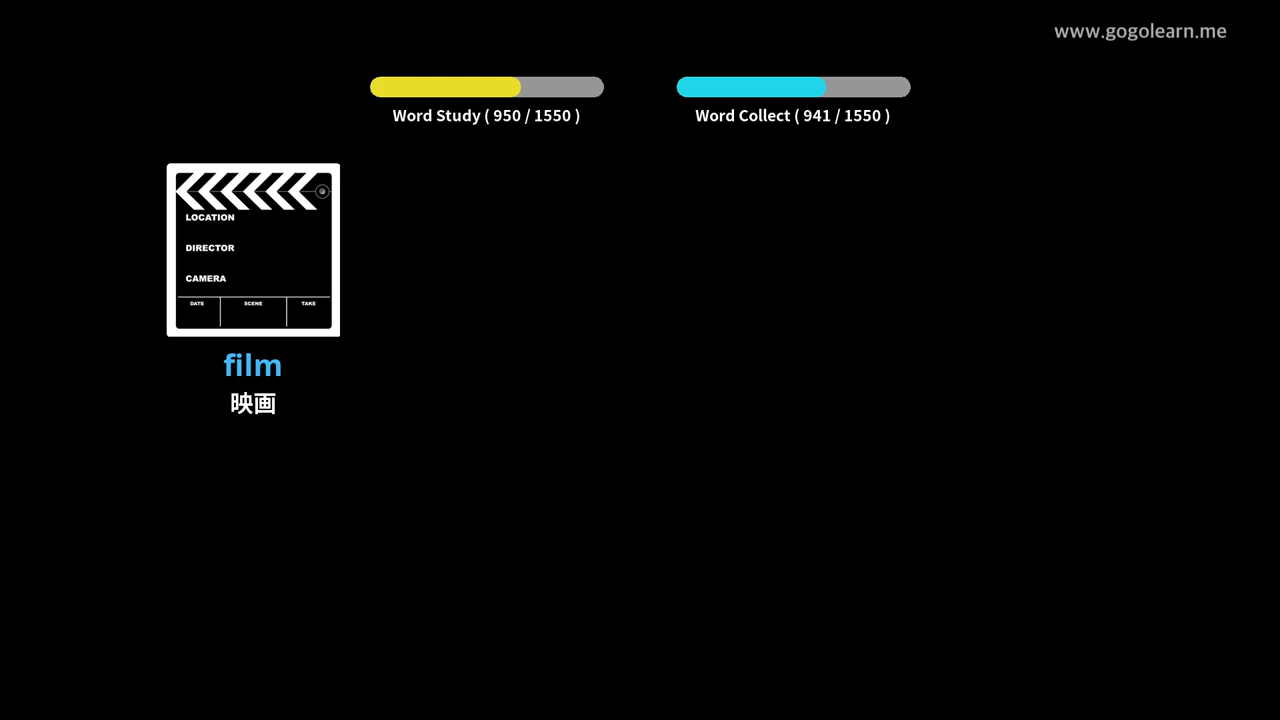 www.gogolearn.me
Word Study ( 950 / 1550 )
Word Collect ( 941 / 1550 )
LOCATION
DIRECTOR
CAMERA
DATE SCENE TAKE
film
映画